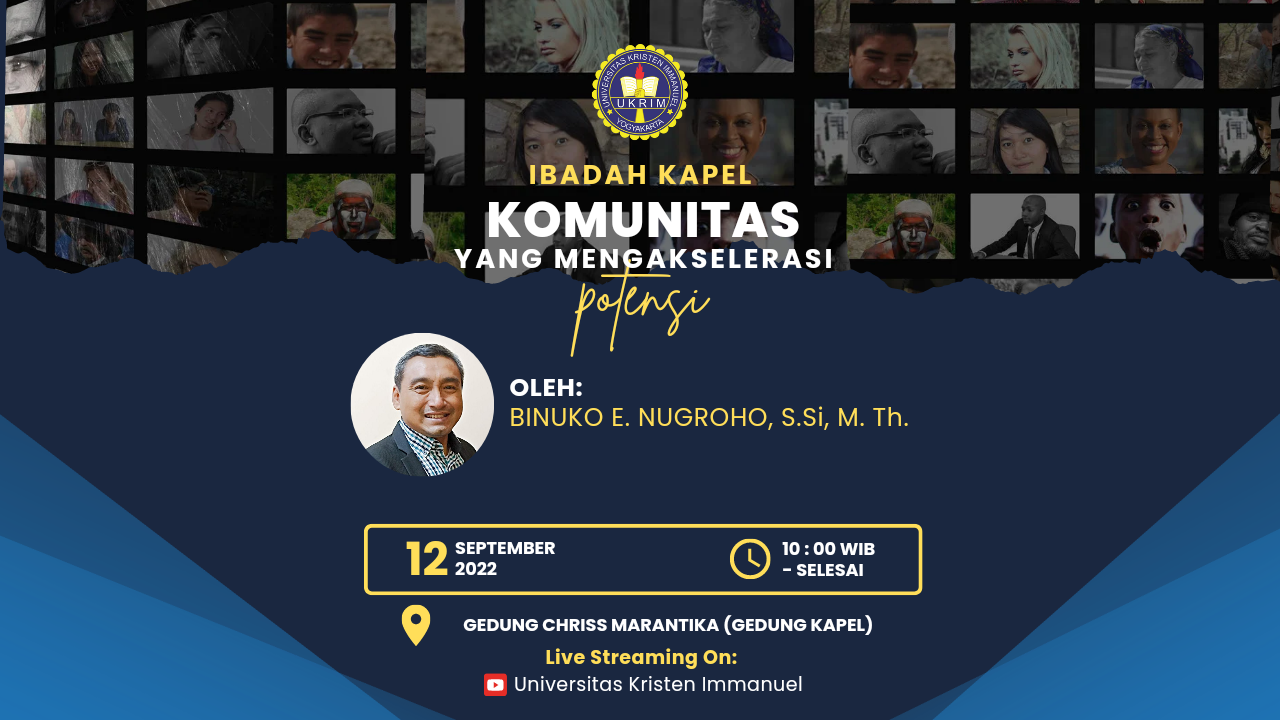 UNIVERSITAS KRISTEN IMMANUEL
UKRIM
YOGYAKARTA
IBADAH KAPEL
KOMUNITAS
YANG MENGAKSELERASI
potensi
OLEH:
BINUKO E. NUGROHO, S.Si, M. Th.
12 SEPTEMBER
2022
10 : 00 WIB
- SELESAI
GEDUNG CHRISS MARANTIKA (GEDUNG KAPEL)
Live Streaming On:
Universitas Kristen Immanuel